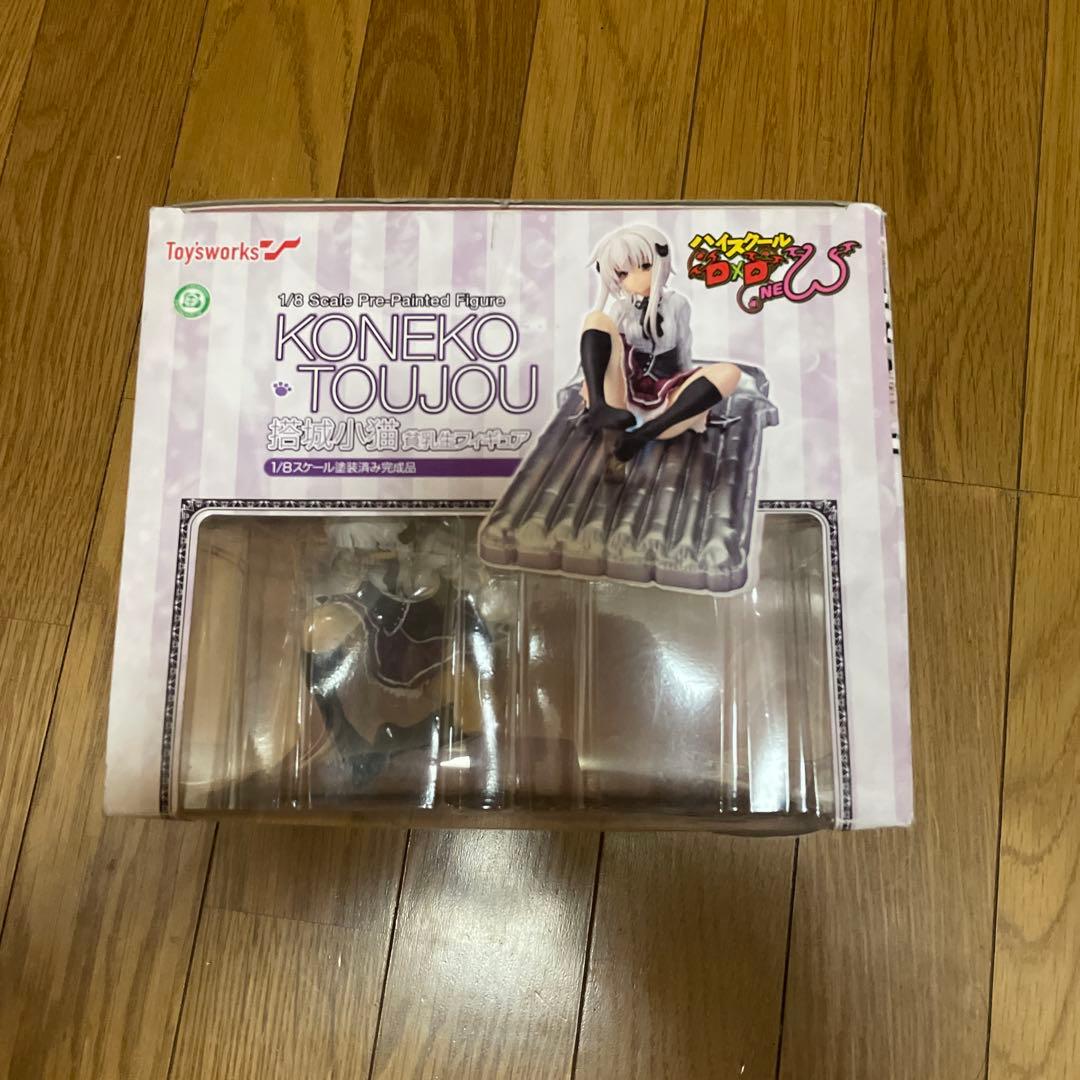 Toy'sworks
ハイスクール
D×D
NEW
1/8 Scale Pre-Painted Figure
KONEKO
TOUJOU
搭城小猫 貧乳生フィギュア
1/8スケール塗装済み完成品